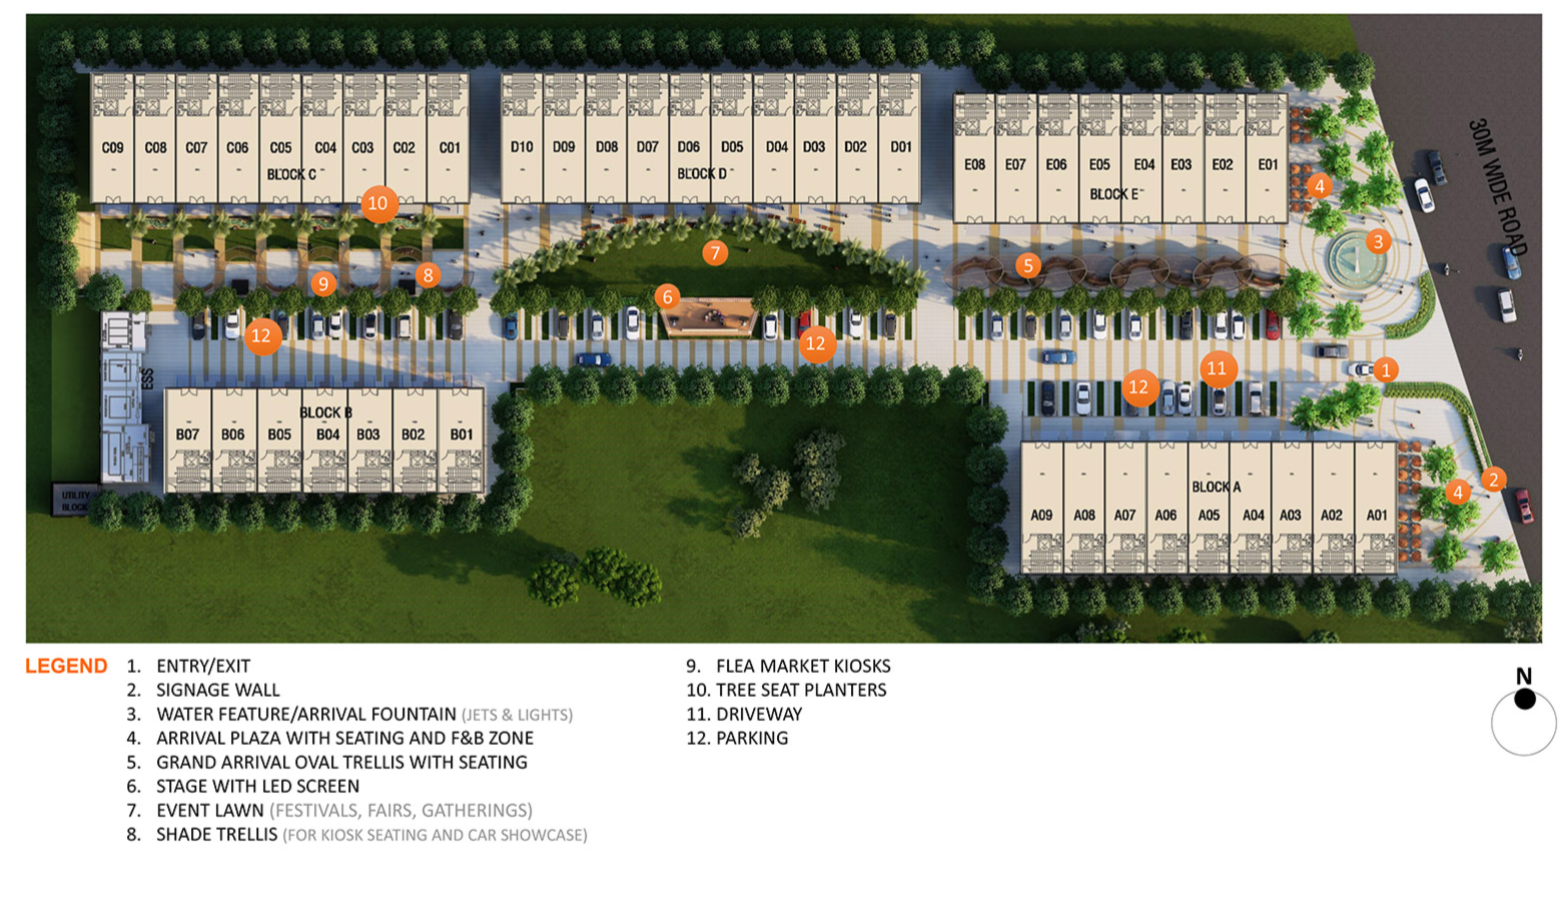 C09 C08 C07 C06 C05 C04 C03 C02 C01
BLOCK C
D10 D09 D08 D07 D06 D05 D04 D03 D02 D01
BLOCK D
E08 E07 E06 E05 E04 E03 E02 E01
BLOCK E
30M WIDE ROAD
4
10
3
7
5
8
9
6
12
12
11
1
12
ESS
BLOCK B
B07 B06 B05 B04 B03 B02 B01
UTILITY
BLOCK
2
4
BLOCK A
A09 A08 A07 A06 A05 A04 A03 A02 A01
LEGEND
1. ENTRY/EXIT
2. SIGNAGE WALL
3. WATER FEATURE/ARRIVAL FOUNTAIN (JETS & LIGHTS)
4. ARRIVAL PLAZA WITH SEATING AND F&B ZONE
5. GRAND ARRIVAL OVAL TRELLIS WITH SEATING
6. STAGE WITH LED SCREEN
7. EVENT LAWN (FESTIVALS, FAIRS, GATHERINGS)
8. SHADE TRELLIS (FOR KIOSK SEATING AND CAR SHOWCASE)
9. FLEA MARKET KIOSKS
10. TREE SEAT PLANTERS
11. DRIVEWAY
12. PARKING
N